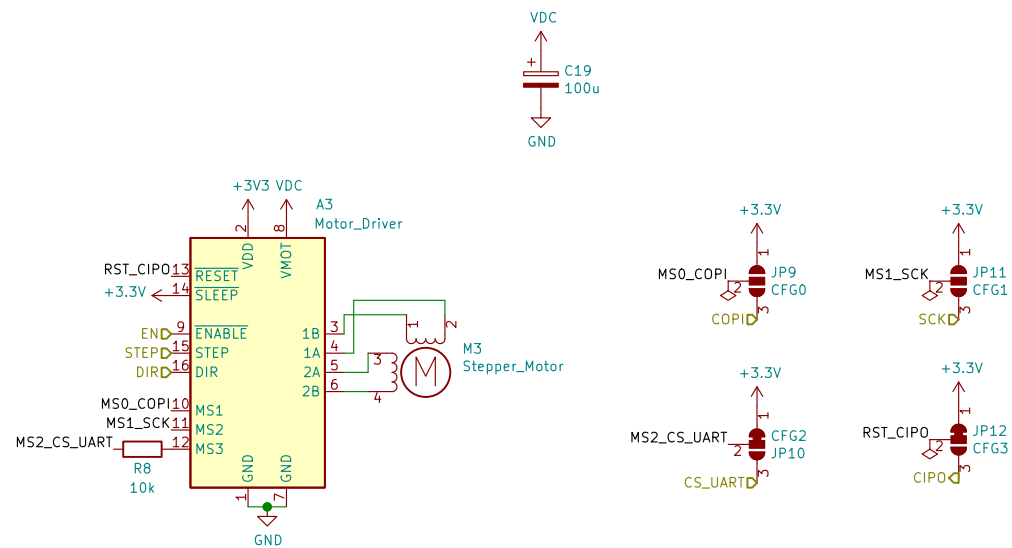 VDC
+
C19
100u
GND
+3V3 VDC
A3
Motor_Driver
2
8
VDD
VMOT
RST_CIPO 13 RESET
+3.3V 14 SLEEP
EN 9 ENABLE
STEP 15 STEP
DIR 16 DIR
MS0_COPI 10 MS1
MS1_SCK 11 MS2
MS2_CS_UART 12 MS3
R8
10k
1B 3
1A 4
2A 5
2B 6
1
2
3
4
M
M3
Stepper_Motor
GND
GND
1
7
GND
+3.3V
1
MS0_COPI
2
JP9
CFG0
3
COPI
+3.3V
1
MS1_SCK
2
JP11
CFG1
3
SCK
+3.3V
1
MS2_CS_UART
2
CFG2
JP10
3
CS_UART
+3.3V
1
RST_CIPO
2
JP12
CFG3
3
CIPO